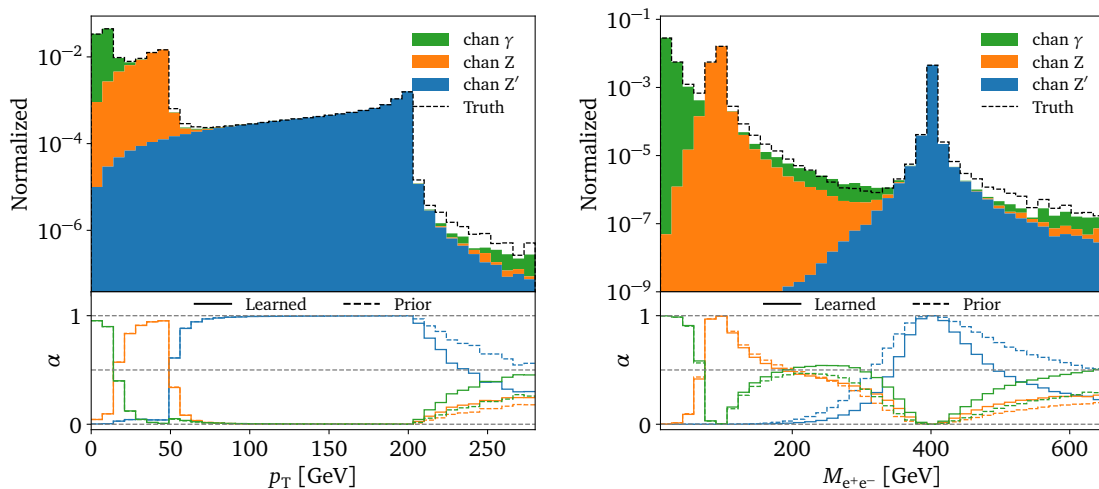 chan γ
chan Z
chan Z′
Truth
Normalized
10⁻²
10⁻⁴
10⁻⁶
Learned
Prior
α
1
0
0
50
100
150
200
250
p_T [GeV]
chan γ
chan Z
chan Z′
Truth
Normalized
10⁻¹
10⁻³
10⁻⁵
10⁻⁷
10⁻⁹
Learned
Prior
α
1
0
200
400
600
M_e⁺e⁻ [GeV]